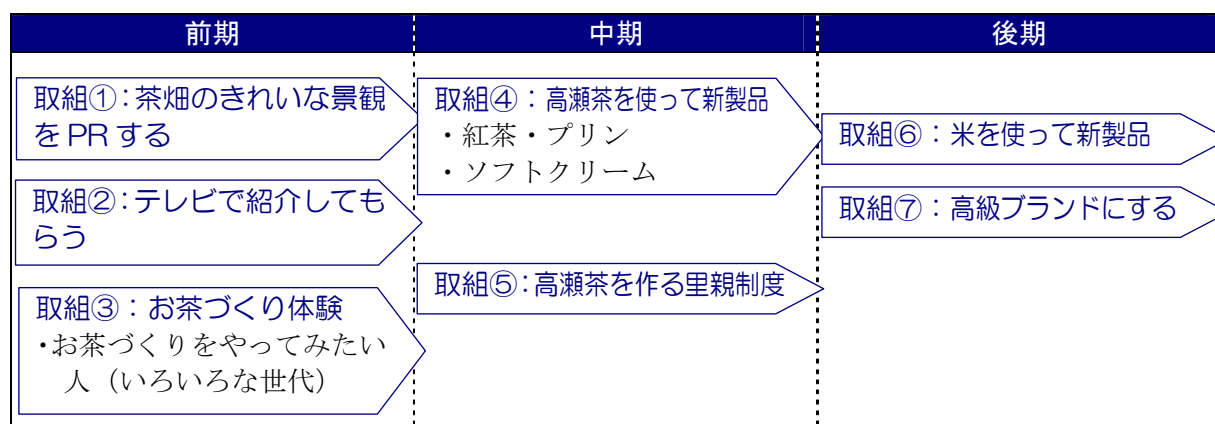 前期
中期
後期
取組①:茶畑のきれいな景観
をPRする
取組②:テレビで紹介しても
らう
取組③:お茶づくり体験
・お茶づくりをやってみたい
人(いろいろな世代)
取組④:高瀬茶を使って新製品
・紅茶・プリン
・ソフトクリーム
取組⑤:高瀬茶を作る里親制度
取組⑥:米を使って新製品
取組⑦:高級ブランドにする